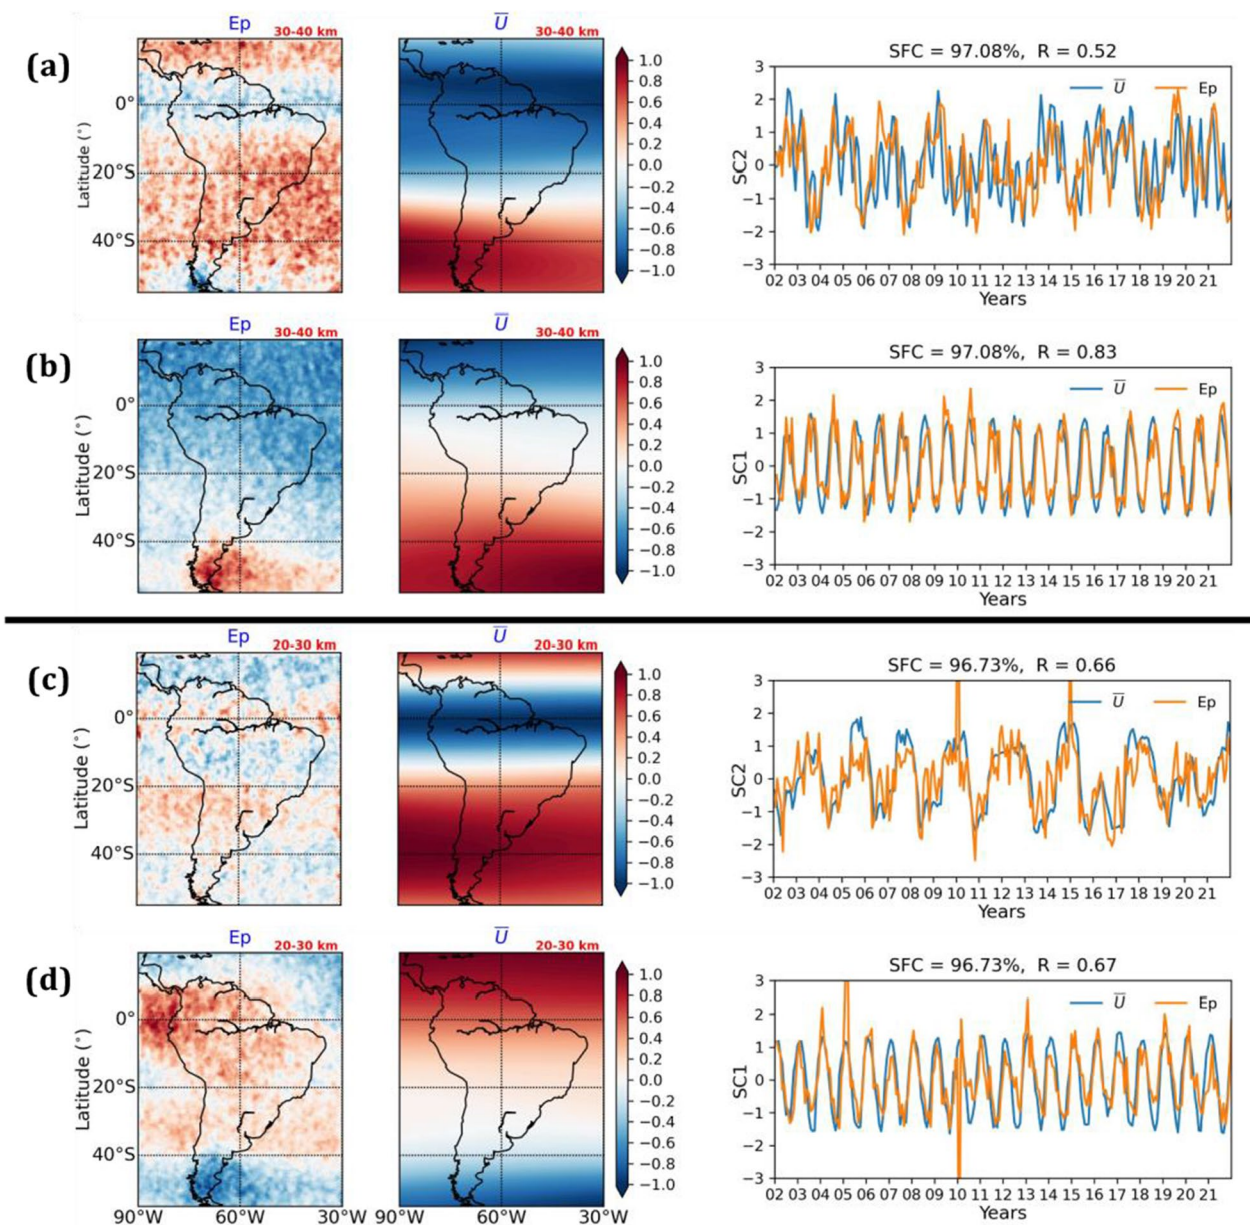 (a)
Ep
30-40 km
U̅
30-40 km
Latitude (°)
0°
20°S
40°S
1.0
0.8
0.6
0.4
0.2
0.0
−0.2
−0.4
−0.6
−0.8
−1.0
SFC = 97.08%, R = 0.52
U̅ Ep
SC2
3
2
1
0
−1
−2
−3
02 03 04 05 06 07 08 09 10 11 12 13 14 15 16 17 18 19 20 21
Years
(b)
Ep
30-40 km
U̅
30-40 km
Latitude (°)
0°
20°S
40°S
1.0
0.8
0.6
0.4
0.2
0.0
−0.2
−0.4
−0.6
−0.8
−1.0
SFC = 97.08%, R = 0.83
U̅ Ep
SC1
3
2
1
0
−1
−2
−3
02 03 04 05 06 07 08 09 10 11 12 13 14 15 16 17 18 19 20 21
Years
(c)
Ep
20-30 km
U̅
20-30 km
Latitude (°)
0°
20°S
40°S
1.0
0.8
0.6
0.4
0.2
0.0
−0.2
−0.4
−0.6
−0.8
−1.0
SFC = 96.73%, R = 0.66
U̅ Ep
SC2
3
2
1
0
−1
−2
−3
02 03 04 05 06 07 08 09 10 11 12 13 14 15 16 17 18 19 20 21
Years
(d)
Ep
20-30 km
U̅
20-30 km
Latitude (°)
0°
20°S
40°S
90°W 60°W 30°W
90°W 60°W 30°W
1.0
0.8
0.6
0.4
0.2
0.0
−0.2
−0.4
−0.6
−0.8
−1.0
SFC = 96.73%, R = 0.67
U̅ Ep
SC1
3
2
1
0
−1
−2
−3
02 03 04 05 06 07 08 09 10 11 12 13 14 15 16 17 18 19 20 21
Years